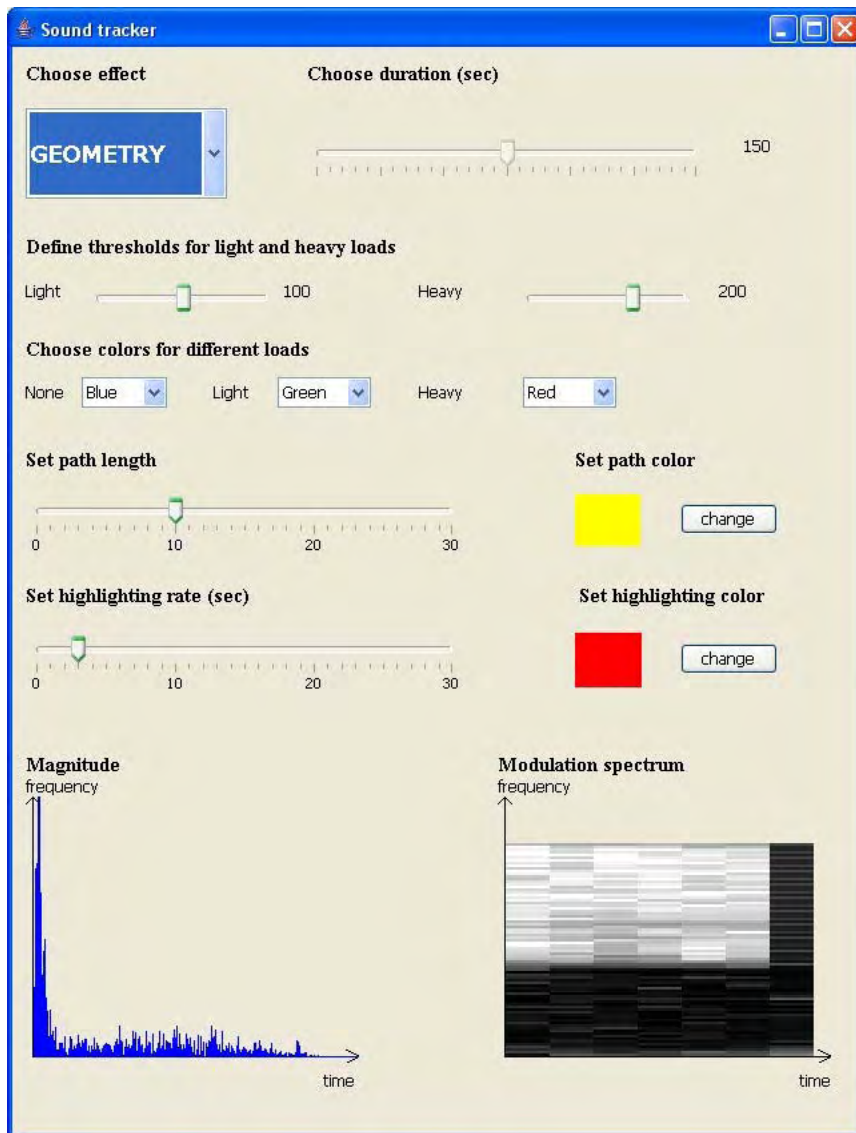 Sound tracker
Choose effect Choose duration (sec)
GEOMETRY 150
Define thresholds for light and heavy loads
Light 100 Heavy 200
Choose colors for different loads
None Blue Light Green Heavy Red
Set path length Set path color
change
0 10 20 30
Set highlighting rate (sec) Set highlighting color
change
0 10 20 30
Magnitude Modulation spectrum
frequency frequency
time time